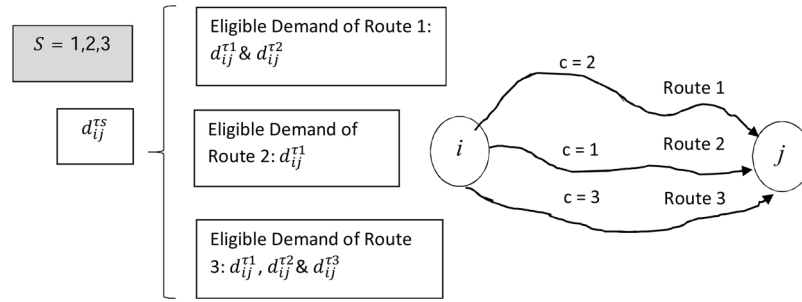 S = 1,2,3
d_{ij}^{τs}
Eligible Demand of Route 1:
d_{ij}^{τ1} & d_{ij}^{τ2}
Eligible Demand of
Route 2: d_{ij}^{τ1}
Eligible Demand of Route
3: d_{ij}^{τ1}, d_{ij}^{τ2} & d_{ij}^{τ3}
i
c = 2
Route 1
c = 1
Route 2
c = 3
Route 3
j